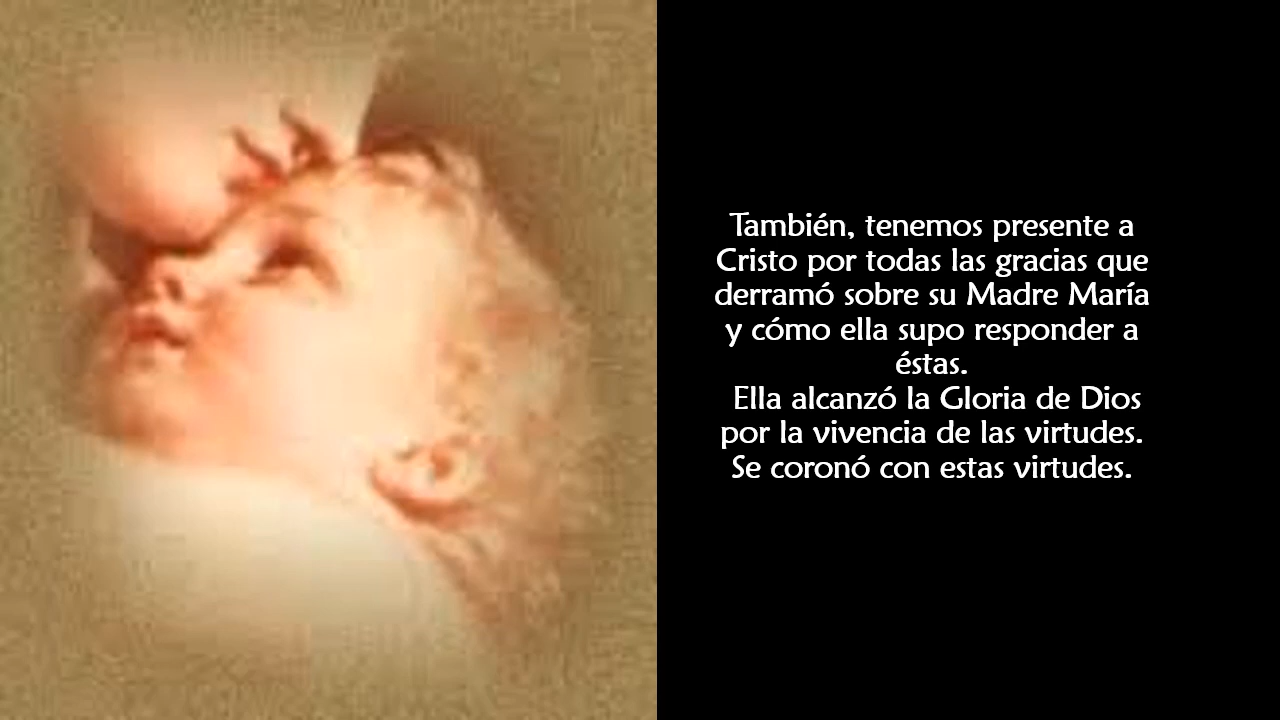 También, tenemos presente a
Cristo por todas las gracias que
derramó sobre su Madre María
y cómo ella supo responder a
éstas.
Ella alcanzó la Gloria de Dios
por la vivencia de las virtudes.
Se coronó con estas virtudes.